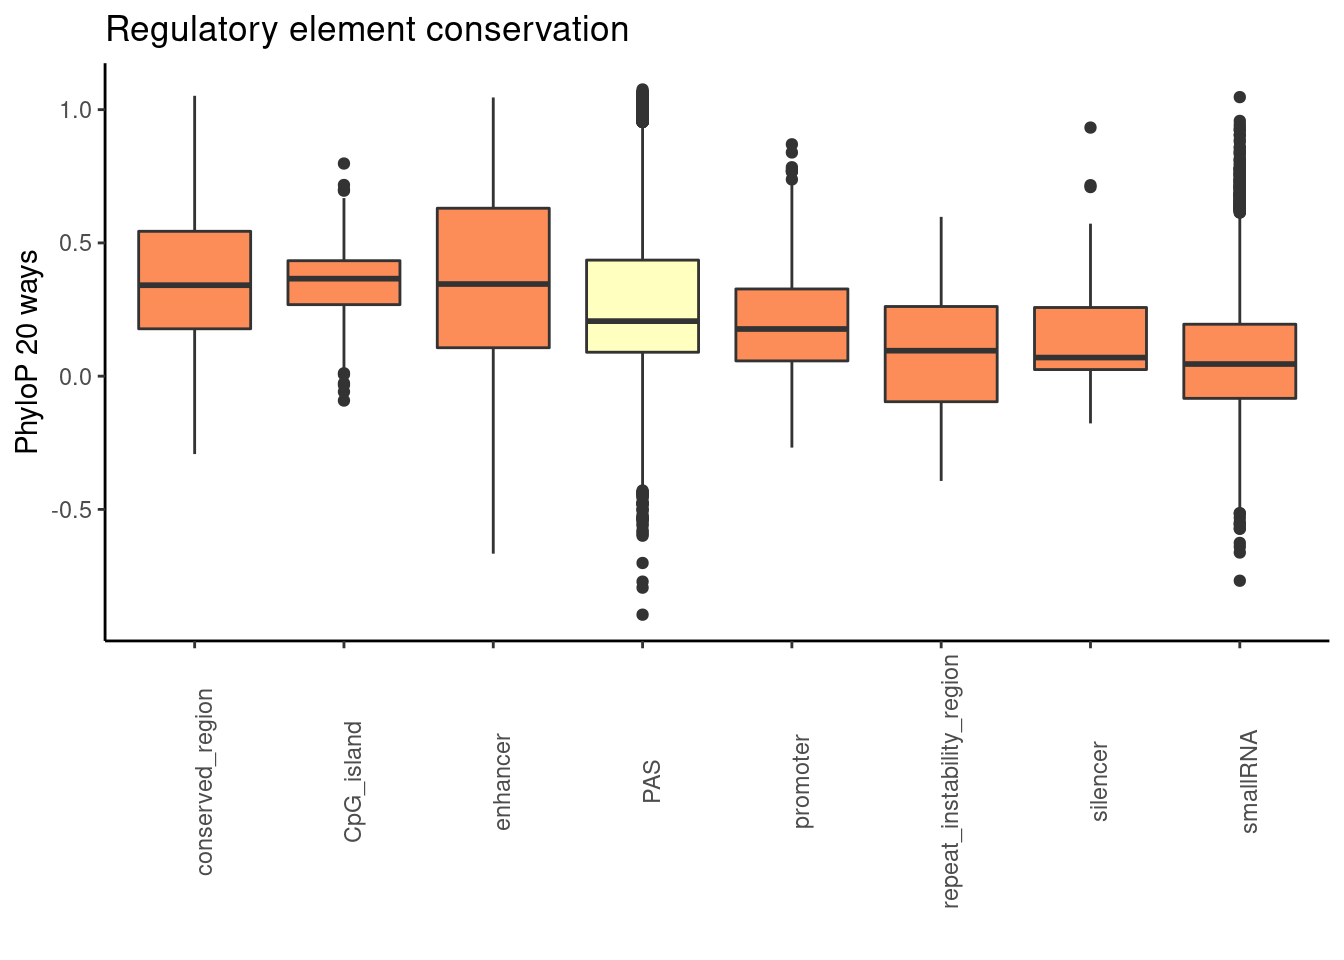 Regulatory element conservation
PhyloP 20 ways
1.0
0.5
0.0
-0.5
conserved_region
CpG_island
enhancer
PAS
promoter
repeat_instability_region
silencer
smallRNA